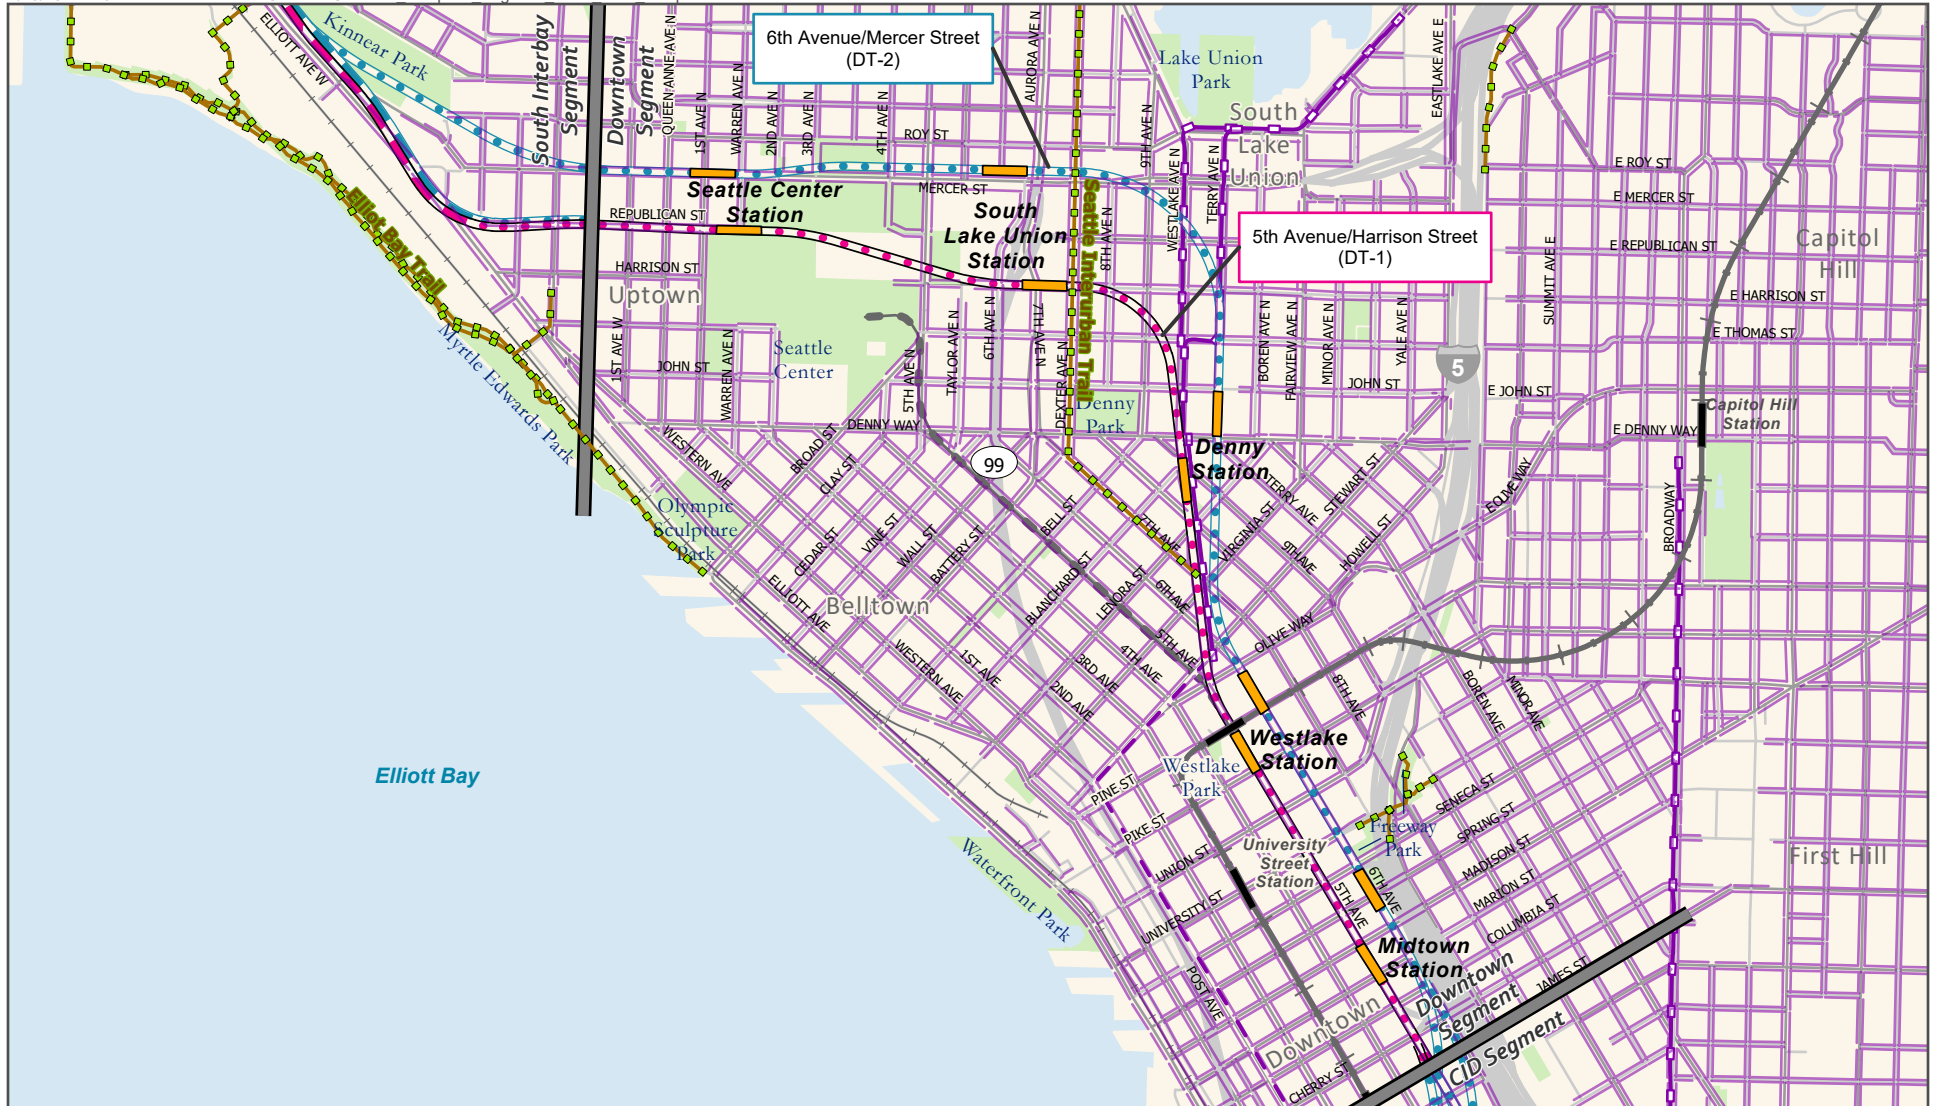 6th Avenue/Mercer Street
(DT-2)
5th Avenue/Harrison Street
(DT-1)
ELLIOTT AVE W
Kinnear Park
South Interbay
Segment
Downtown
Segment
QUEEN ANNE AVE N
1ST AVE N
WARREN AVE N
2ND AVE N
3RD AVE N
4TH AVE N
AURORA AVE N
ROY ST
MERCER ST
Lake Union
Park
South
Lake
Union
9TH AVE N
WESTLAKE AVE N
TERRY AVE N
8TH AVE N
EASTLAKE AVE E
E ROY ST
E MERCER ST
E REPUBLICAN ST
E HARRISON ST
E THOMAS ST
SUMMIT AVE E
Capitol
Hill
Seattle Center
Station
South
Lake Union
Station
Seattle Interurban Trail
Elliot Bay Trail
REPUBLICAN ST
HARRISON ST
Uptown
Seattle
Center
1ST AVE W
JOHN ST
WARREN AVE N
5TH AVE N
TAYLOR AVE N
6TH AVE N
7TH AVE N
DEXTER AVE N
Denny
Park
BOREN AVE N
FAIRVIEW AVE N
MINOR AVE N
YALE AVE N
JOHN ST
5
E JOHN ST
Capitol Hill
Station
E DENNY WAY
BROADWAY
E OLIVE WAY
Myrtle Edwards Park
DENNY WAY
99
Denny
Station
WESTERN AVE
BROAD ST
CLAY ST
Olympic
Sculpture
Park
CEDAR ST
VINE ST
WALL ST
BATTERY ST
BELL ST
BLANCHARD ST
LENORA ST
7TH AVE
6TH AVE
5TH AVE
4TH AVE
3RD AVE
2ND AVE
1ST AVE
WESTERN AVE
ELLIOTT AVE
Belltown
VIRGINIA ST
TERRY AVE
STEWART ST
9TH AVE
HOWELL ST
OLIVE WAY
8TH AVE
BOREN AVE
MINOR AVE
Elliott Bay
Westlake
Station
Westlake
Park
PINE ST
PIKE ST
UNION ST
UNIVERSITY ST
University
Street
Station
Freeway
Park
SENECA ST
SPRING ST
MADISON ST
MARION ST
COLUMBIA ST
JAMES ST
First Hill
6TH AVE
5TH AVE
Midtown
Station
Waterfront Park
POST AVE
Downtown
CHERRY ST
Downtown
Segment
CID Segment